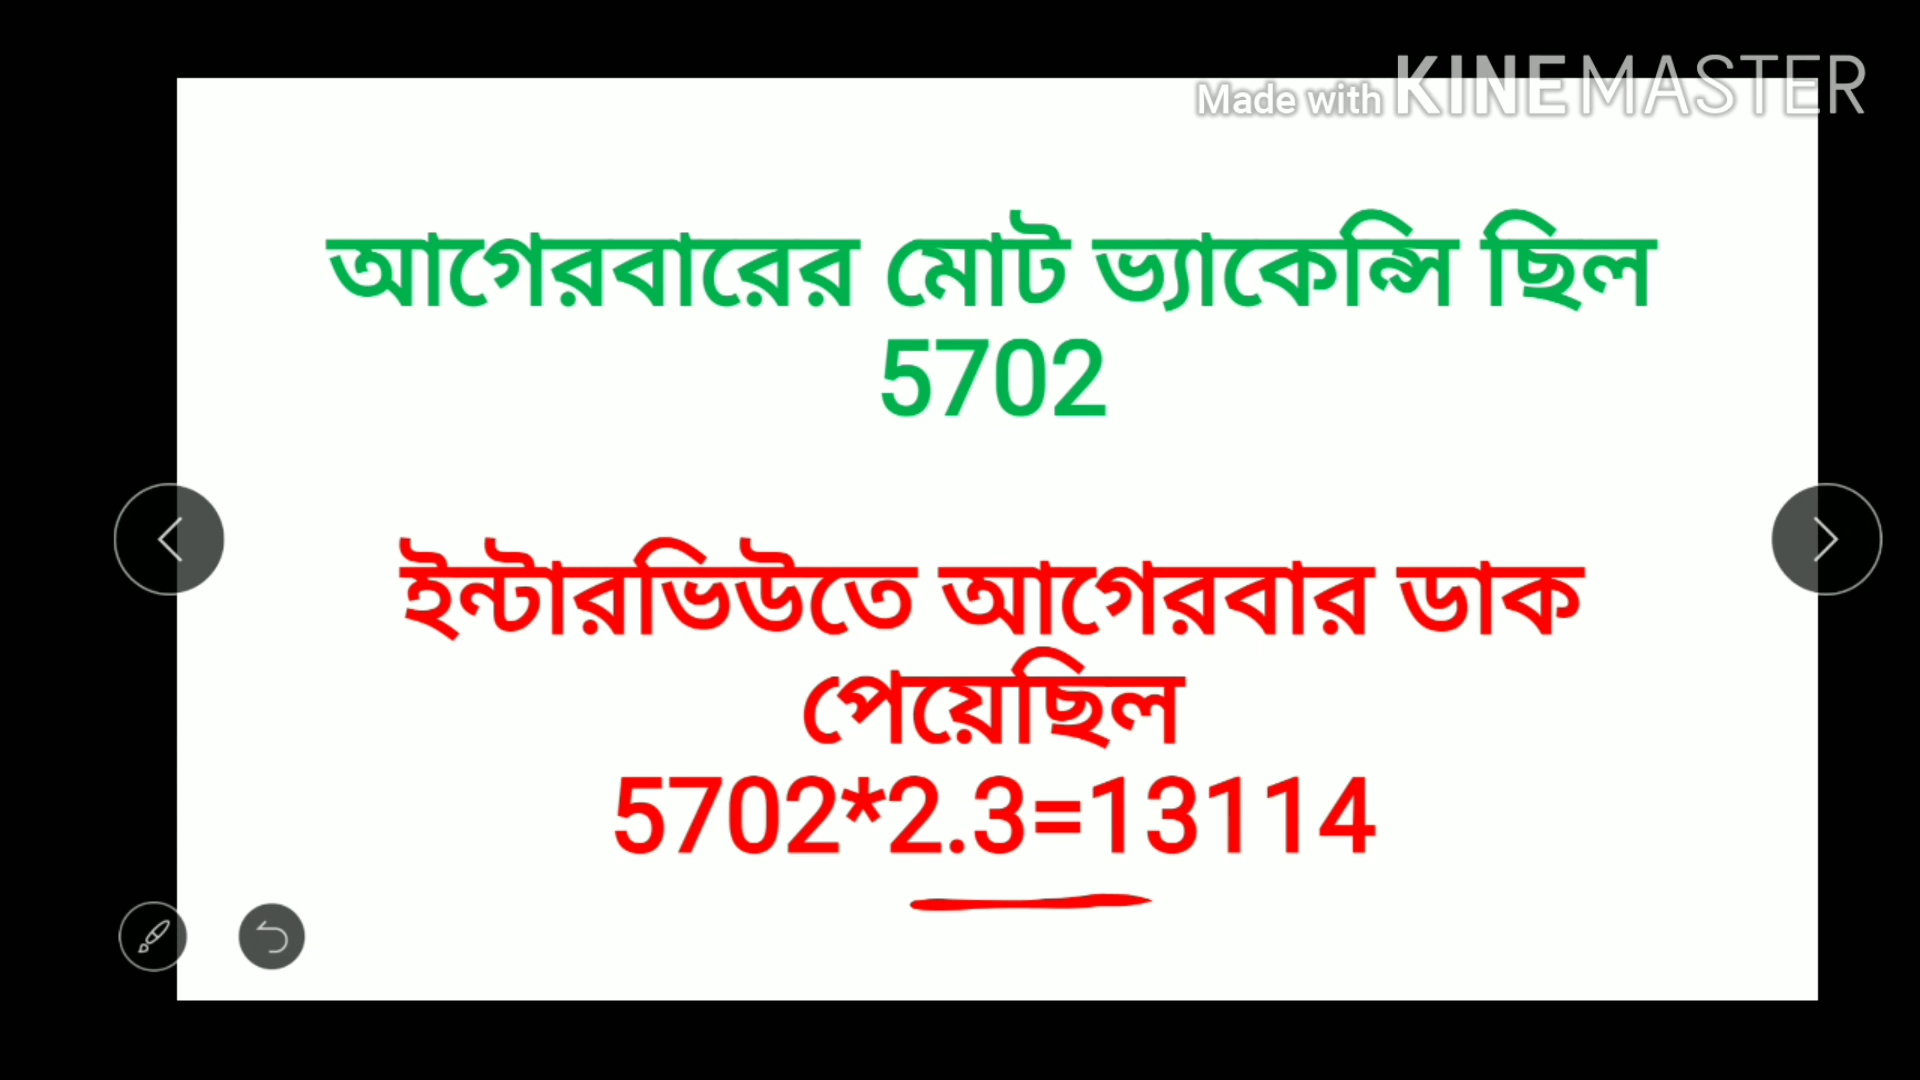 Made with KINEMASTER
আগেরবারের মোট ভ্যাকেন্সি ছিল
5702
ইন্টারভিউতে আগেরবার ডাক
পেয়েছিল
5702*2.3=13114